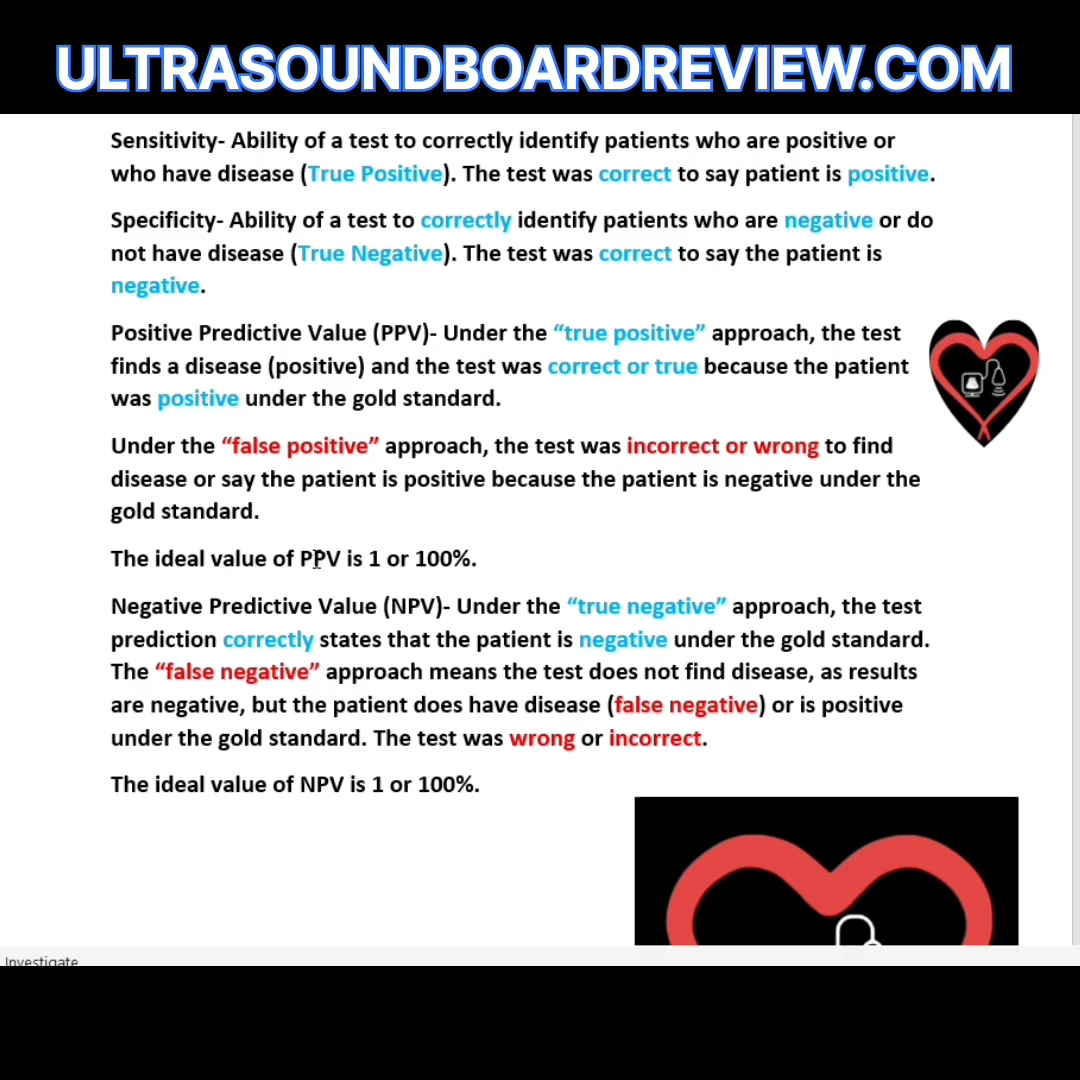 ULTRASOUNDBOARDREVIEW.COM
Sensitivity- Ability of a test to correctly identify patients who are positive or
who have disease (True Positive). The test was correct to say patient is positive.
Specificity- Ability of a test to correctly identify patients who are negative or do
not have disease (True Negative). The test was correct to say the patient is
negative.
Positive Predictive Value (PPV)- Under the “true positive” approach, the test
finds a disease (positive) and the test was correct or true because the patient
was positive under the gold standard.
Under the “false positive” approach, the test was incorrect or wrong to find
disease or say the patient is positive because the patient is negative under the
gold standard.
The ideal value of PPV is 1 or 100%.
Negative Predictive Value (NPV)- Under the “true negative” approach, the test
prediction correctly states that the patient is negative under the gold standard.
The “false negative” approach means the test does not find disease, as results
are negative, but the patient does have disease (false negative) or is positive
under the gold standard. The test was wrong or incorrect.
The ideal value of NPV is 1 or 100%.
Investigate